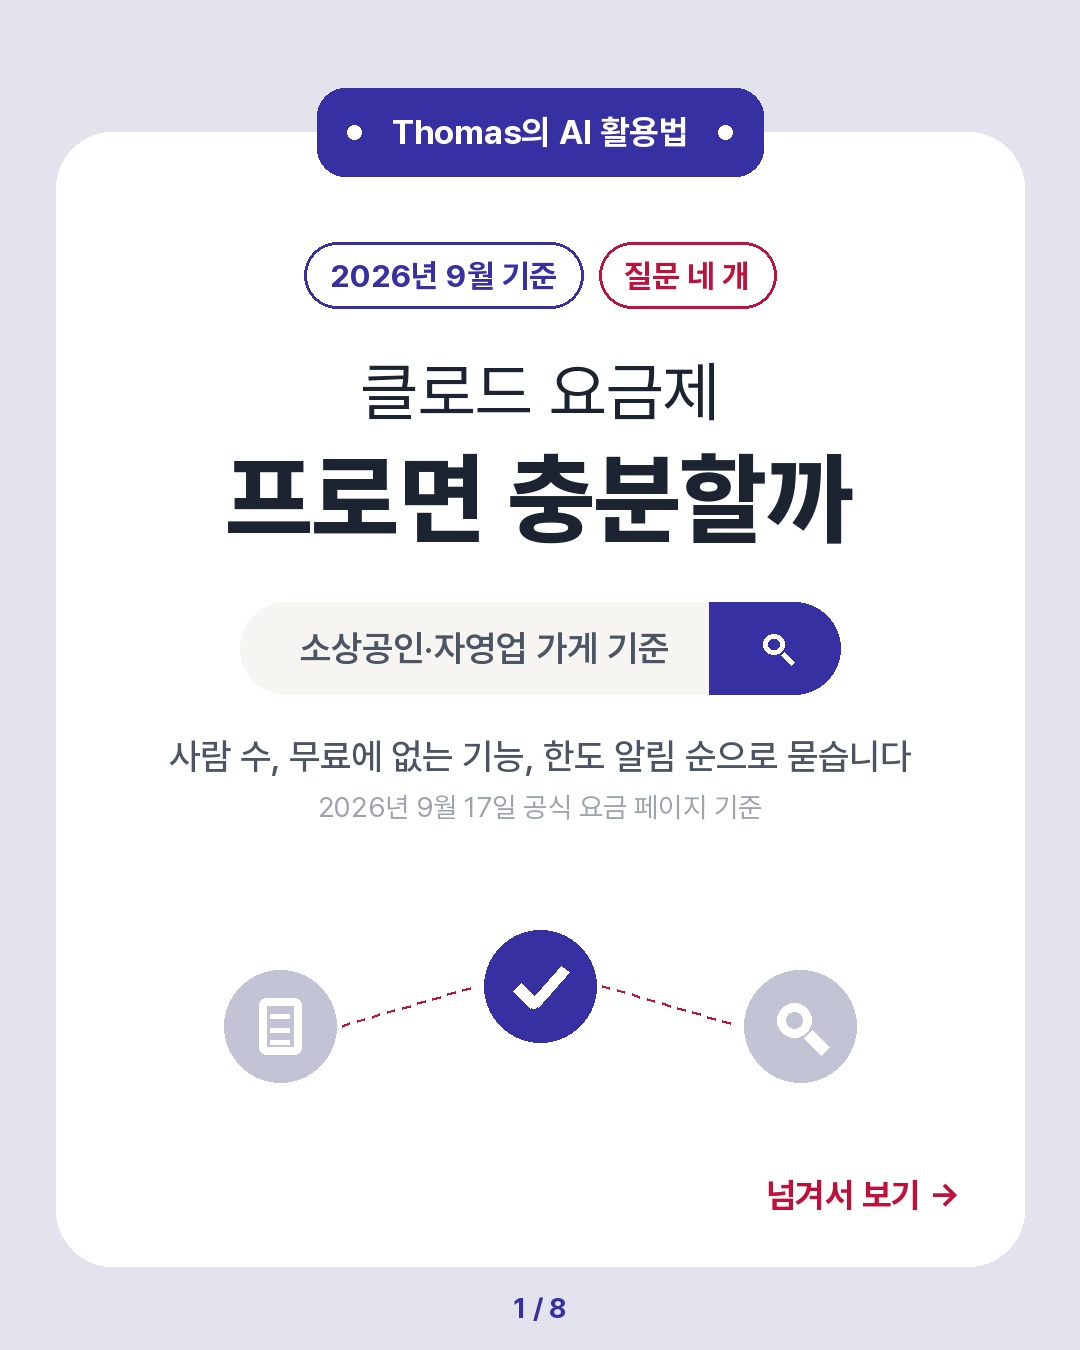 Thomas의 AI 활용법
2026년 9월 기준
질문 네 개
클로드 요금제
프로면 충분할까
소상공인·자영업 가게 기준
사람 수, 무료에 없는 기능, 한도 알림 순으로 묻습니다
2026년 9월 17일 공식 요금 페이지 기준
넘겨서 보기 →
1 / 8